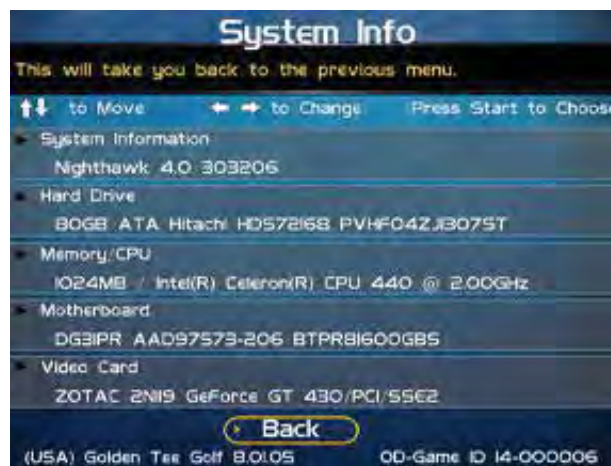 System Info
This will take you back to the previous menu.
to Move to Change Press Start to Choose
System Information
Nighthawk 4.0 303206
Hard Drive
80GB ATA Hitachi HDS72168 PVHF04ZJB075T
Memory/CPU
1024MB / Intel(R) Celeron(R) CPU 440 @ 2.00GHz
Motherboard
DG31PR AAD97573-206 BTPR81600GBS
Video Card
ZOTAC 2N119 GeForce GT 430/PCI/SSE2
Back
(USA) Golden Tee Golf 8.01.05 OD-Game ID 14-000006